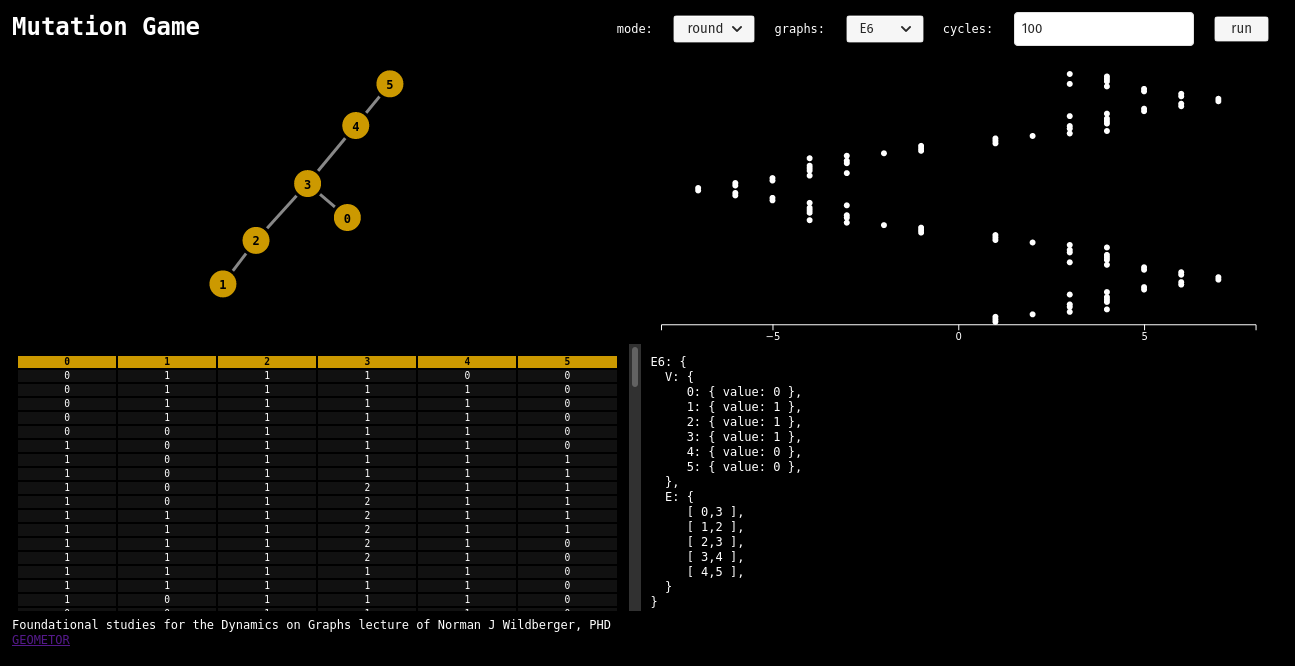 Mutation Game
mode: round graphs: E6 cycles: 100 run
5
4
3
0
2
1
−5 0 5
0 1 2 3 4 5
0 1 1 1 0 0
0 1 1 1 1 0
0 1 1 1 1 0
0 1 1 1 1 0
0 0 1 1 1 0
1 0 1 1 1 0
1 0 1 1 1 1
1 0 1 1 1 1
1 0 1 2 1 1
1 0 1 2 1 1
1 1 1 2 1 1
1 1 1 2 1 1
1 1 1 2 1 0
1 1 1 2 1 0
1 1 1 1 1 0
1 1 1 1 1 0
1 0 1 1 1 0
E6: {
V: {
0: { value: 0 },
1: { value: 1 },
2: { value: 1 },
3: { value: 1 },
4: { value: 0 },
5: { value: 0 },
},
E: {
[ 0,3 ],
[ 1,2 ],
[ 2,3 ],
[ 3,4 ],
[ 4,5 ],
}
}
Foundational studies for the Dynamics on Graphs lecture of Norman J Wildberger, PHD
GEOMETOR